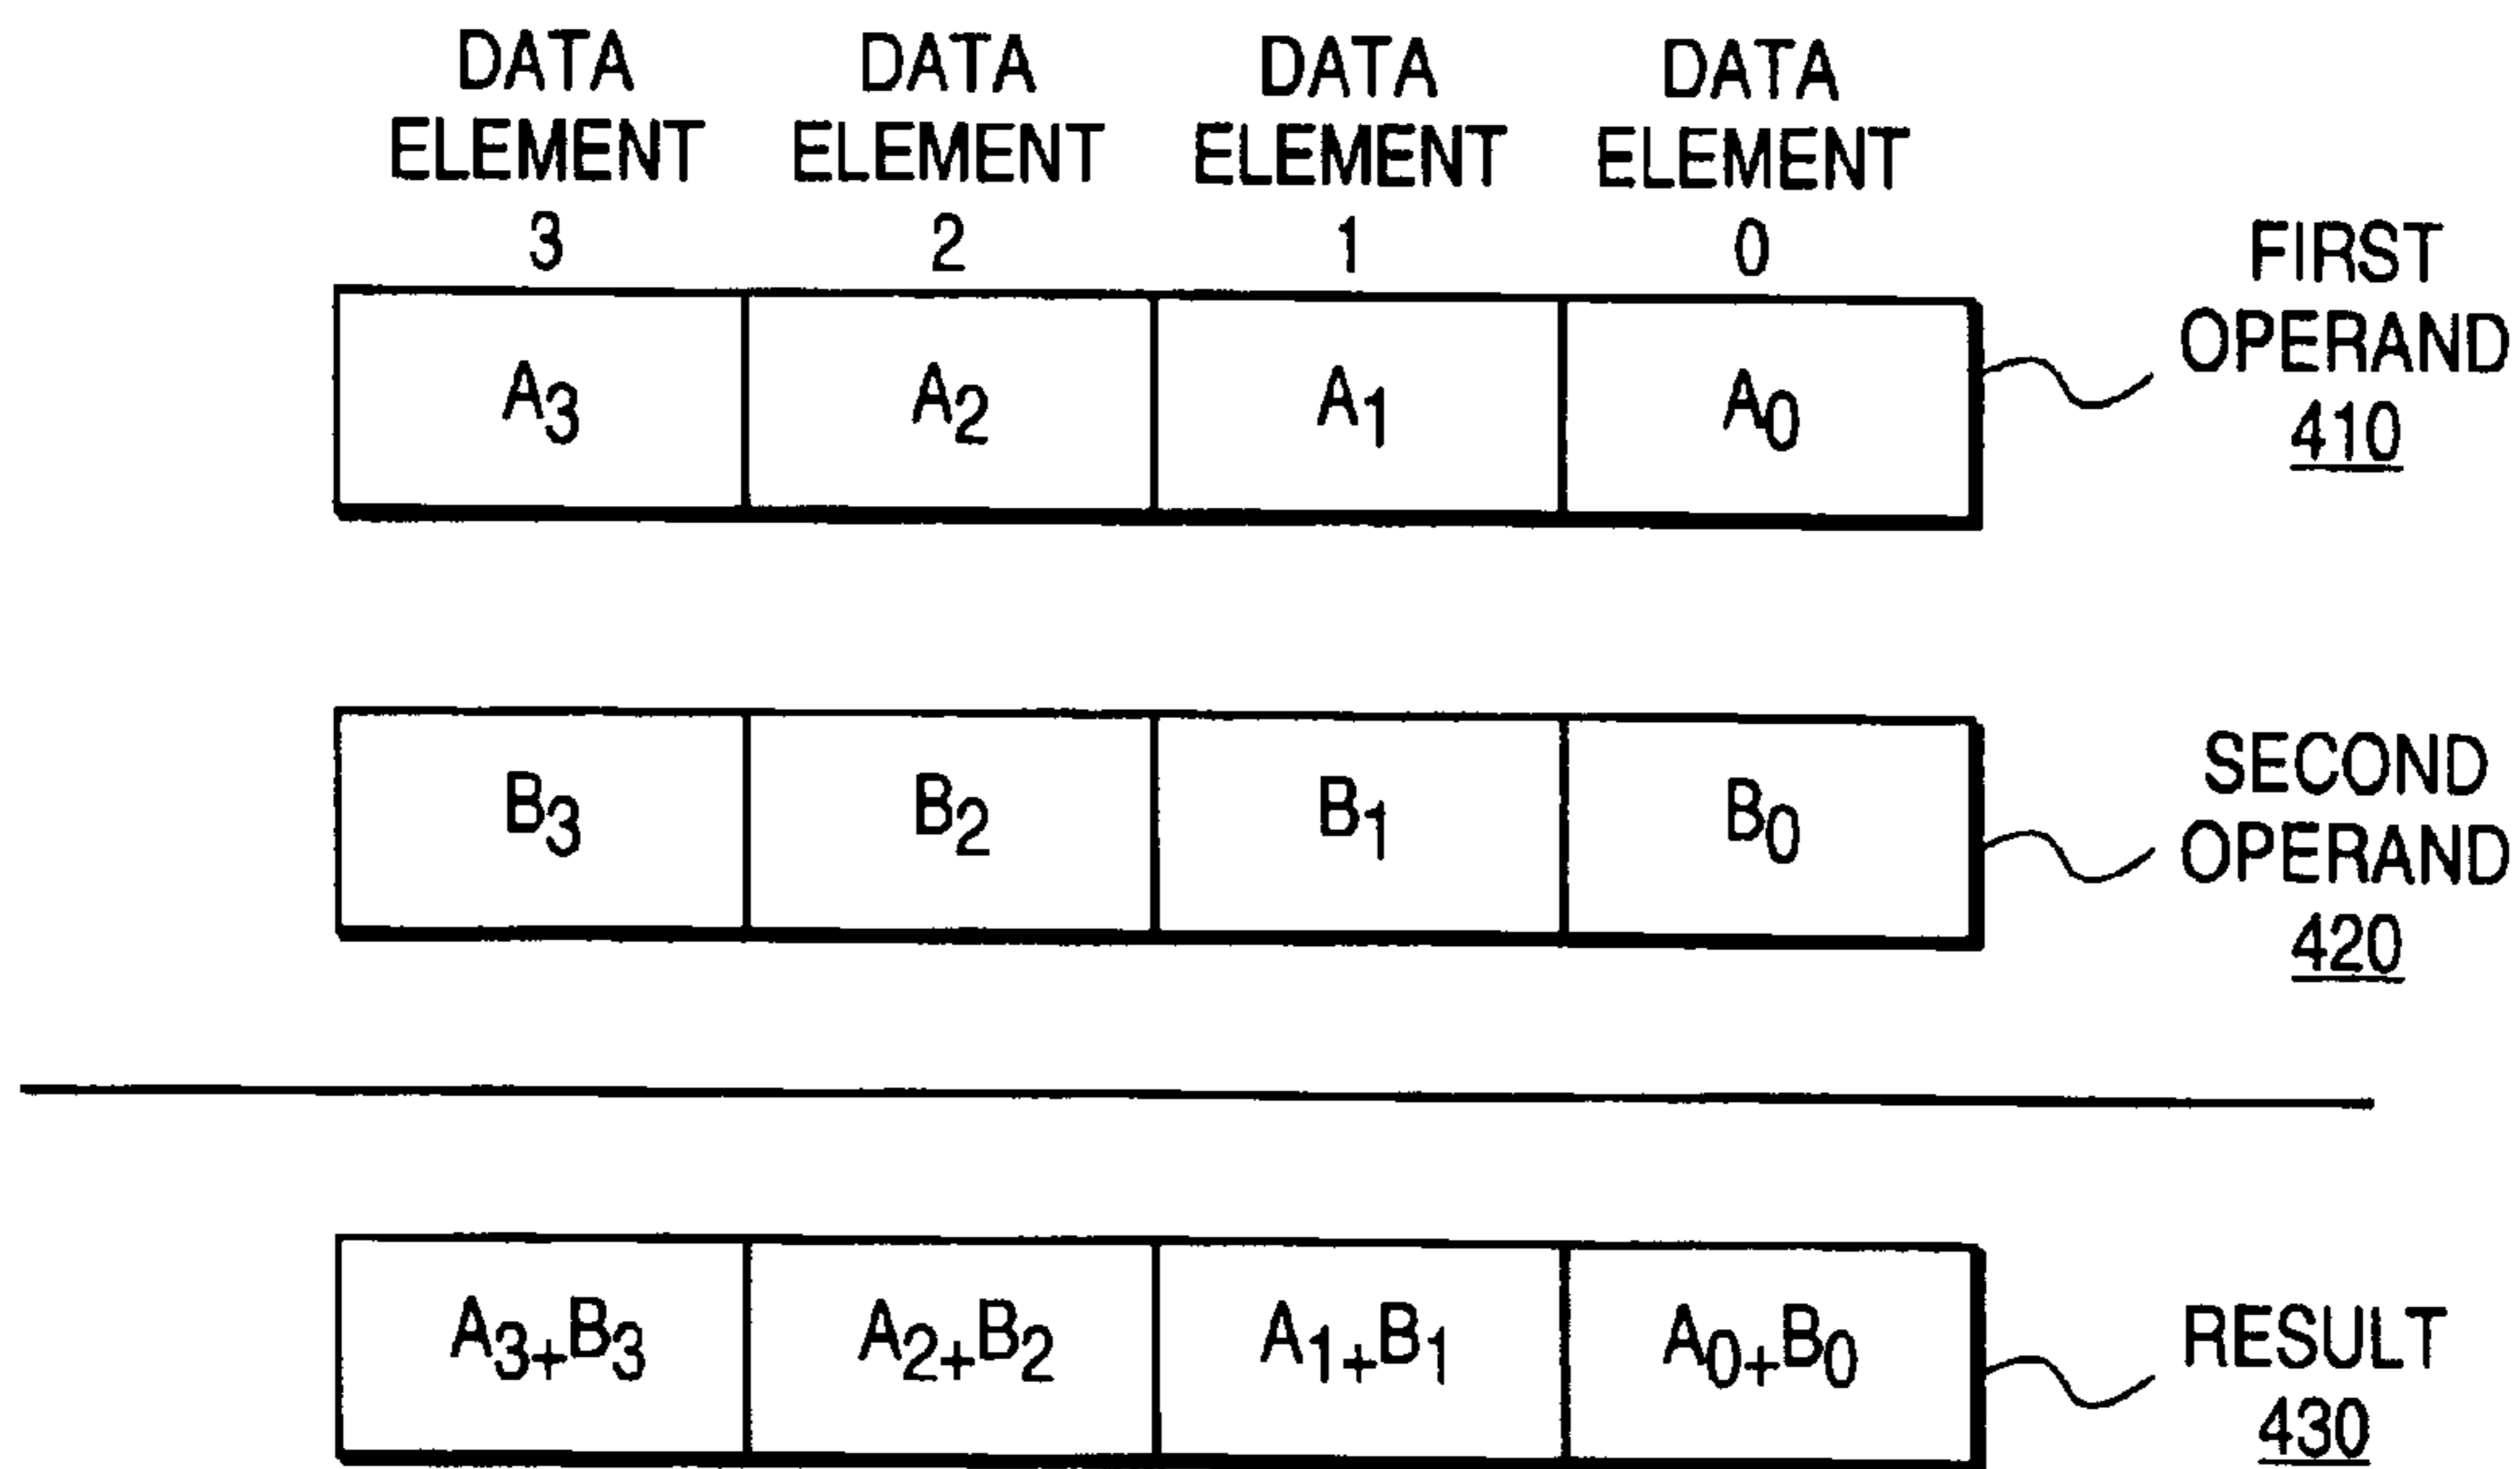 DATA DATA DATA DATA
ELEMENT ELEMENT ELEMENT ELEMENT
3 2 1 0
FIRST
OPERAND
410
A3 A2 A1 A0
SECOND
OPERAND
420
B3 B2 B1 B0
A3+B3 A2+B2 A1+B1 A0+B0
RESULT
430